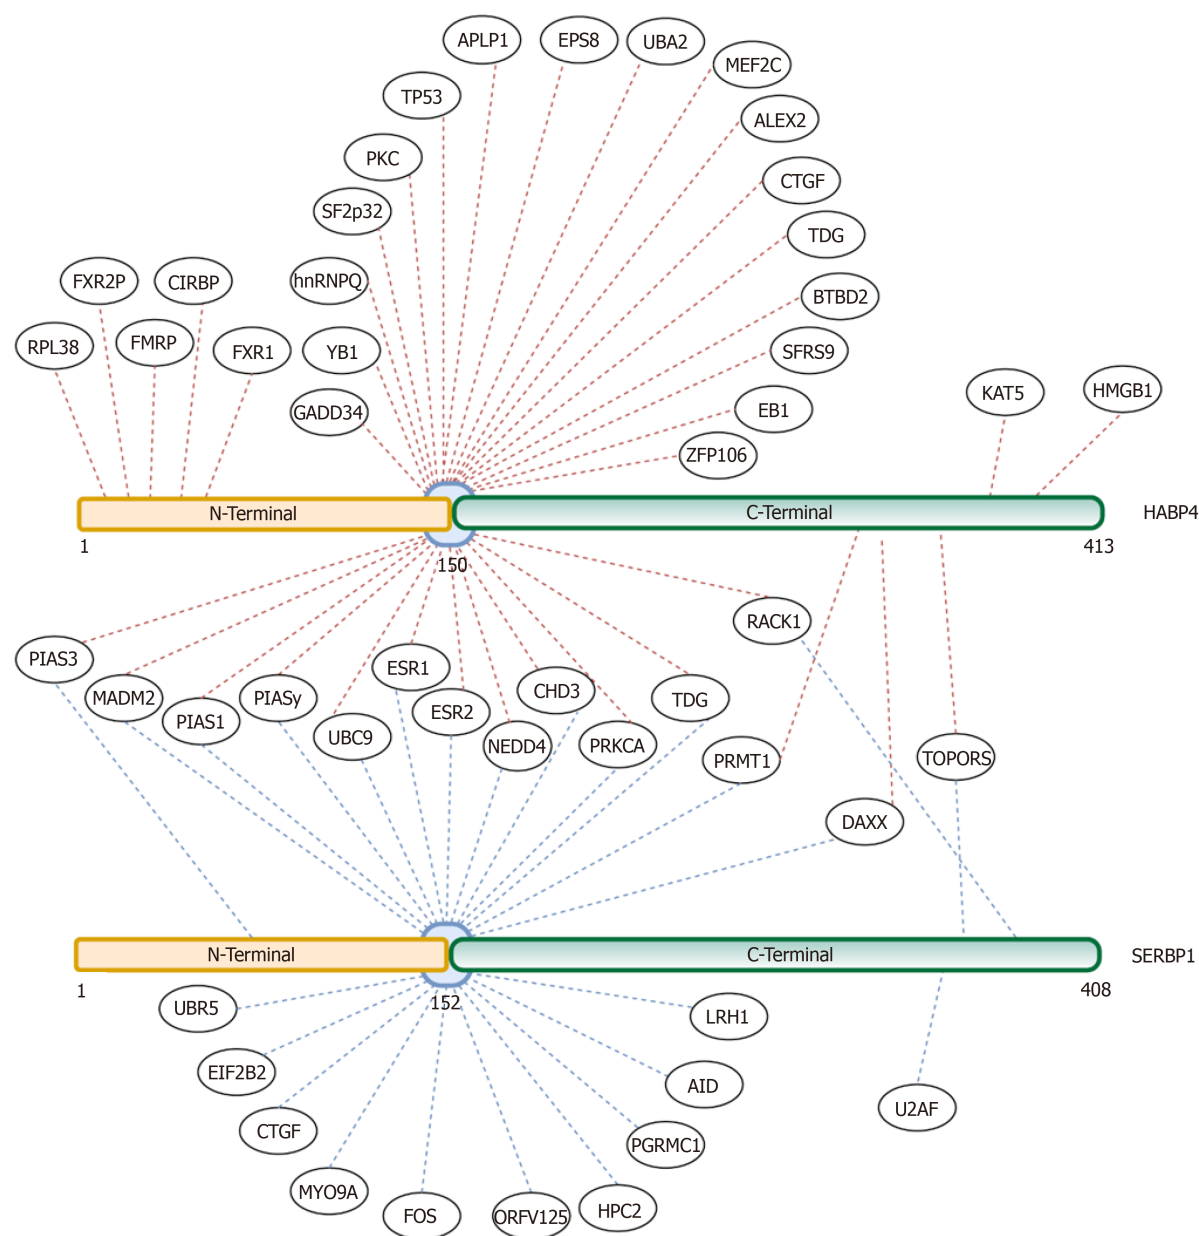 APLP1
EPS8
UBA2
MEF2C
TP53
ALEX2
PKC
CTGF
SF2p32
TDG
FXR2P
CIRBP
hnRNPQ
BTBD2
RPL38
FMRP
FXR1
YB1
SFRS9
KAT5
HMGB1
GADD34
EB1
ZFP106
N-Terminal
C-Terminal
HABP4
1
150
413
RACK1
PIAS3
ESR1
MADM2
PIASy
CHD3
TDG
PIAS1
ESR2
UBC9
NEDD4
PRKCA
PRMT1
TOPORS
DAXX
N-Terminal
C-Terminal
SERBP1
1
152
408
UBR5
LRH1
EIF2B2
AID
U2AF
CTGF
PGRMC1
MYO9A
FOS
ORFV125
HPC2